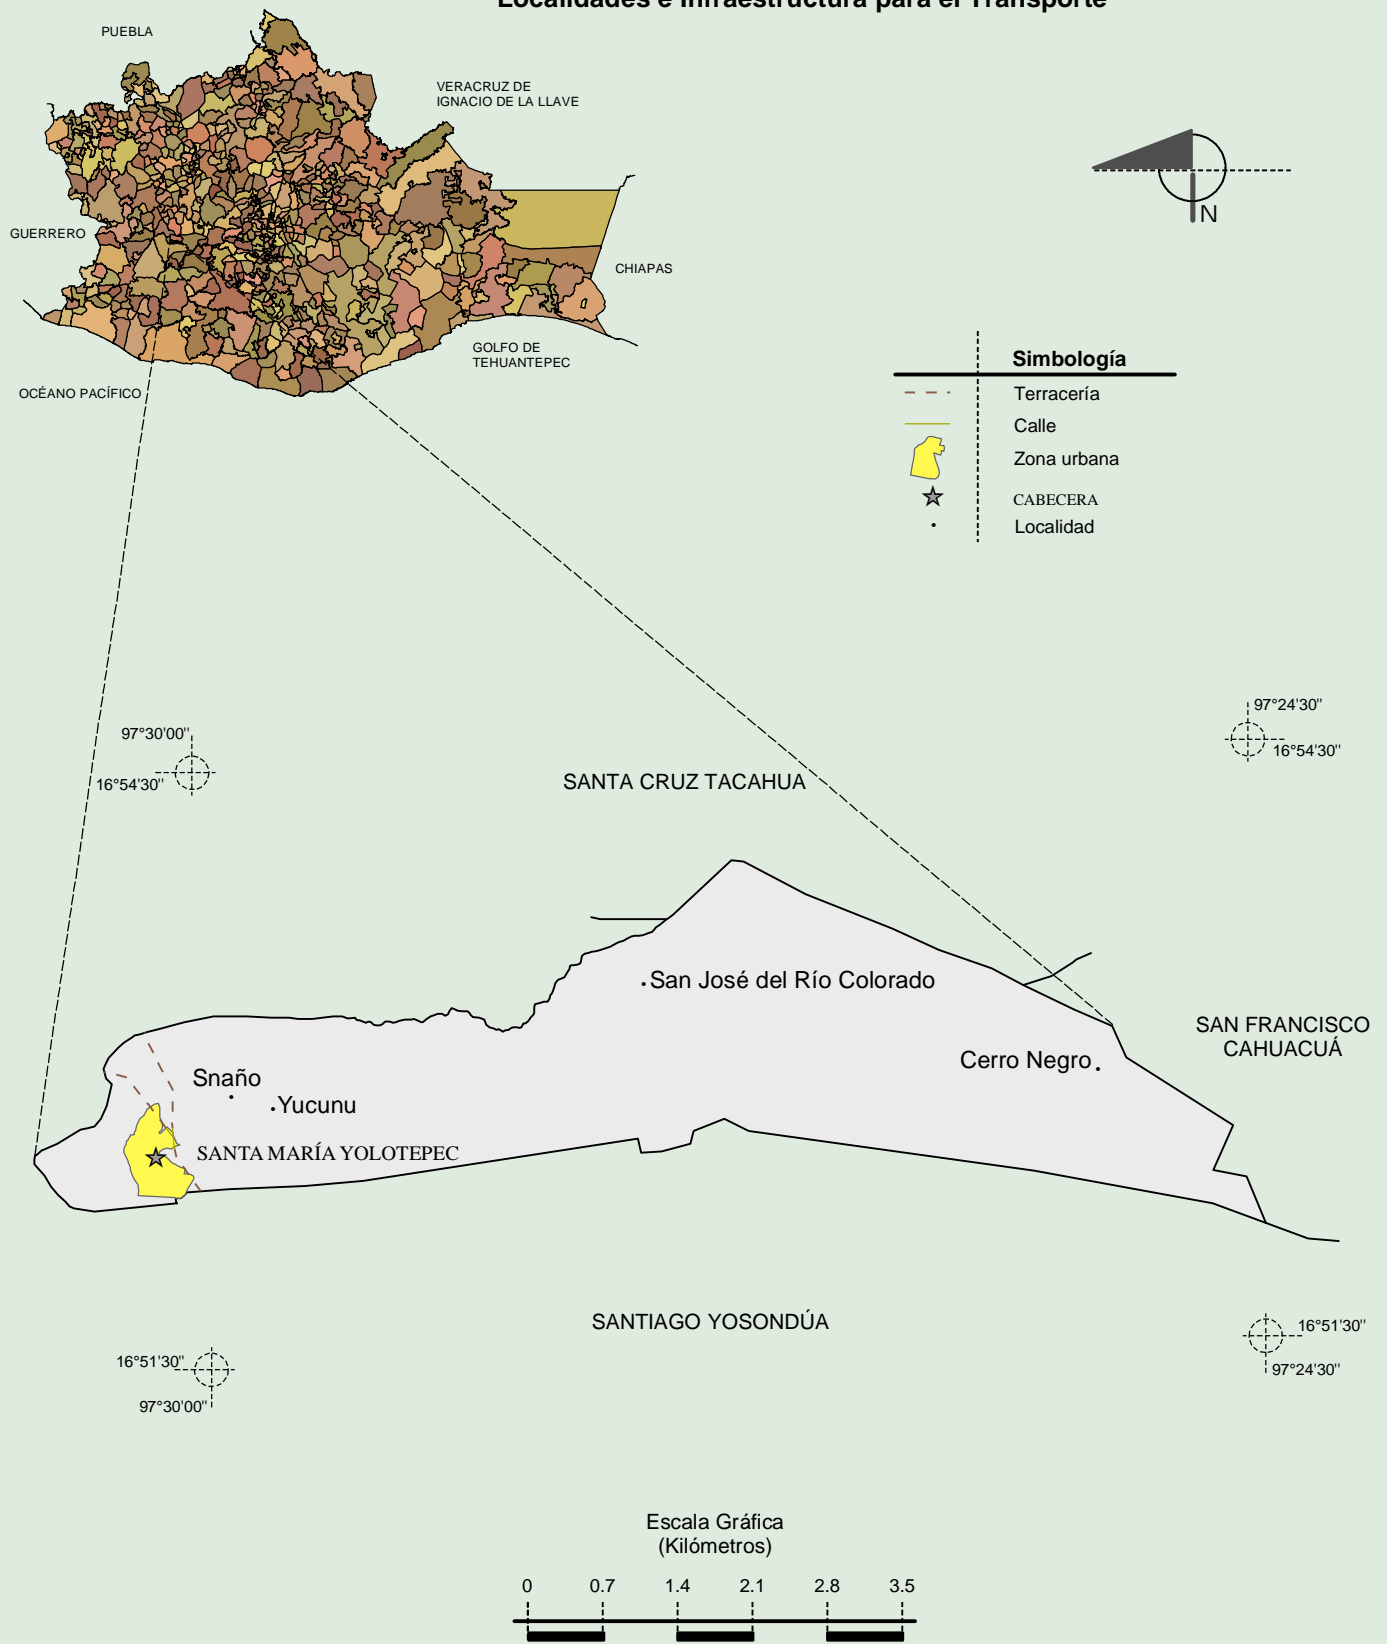 Localidades e Infraestructura para el Transporte
PUEBLA
VERACRUZ DE
IGNACIO DE LA LLAVE
GUERRERO
CHIAPAS
GOLFO DE
TEHUANTEPEC
OCÉANO PACÍFICO
N
Simbología
Terracería
Calle
Zona urbana
CABECERA
Localidad
97°30'00"
16°54'30"
97°24'30"
16°54'30"
SANTA CRUZ TACAHUA
San José del Río Colorado
SAN FRANCISCO
CAHUACUÁ
Cerro Negro
Snaño
Yucunu
SANTA MARÍA YOLOTEPEC
SANTIAGO YOSONDÚA
16°51'30"
97°30'00"
16°51'30"
97°24'30"
Escala Gráfica
(Kilómetros)
0 0.7 1.4 2.1 2.8 3.5